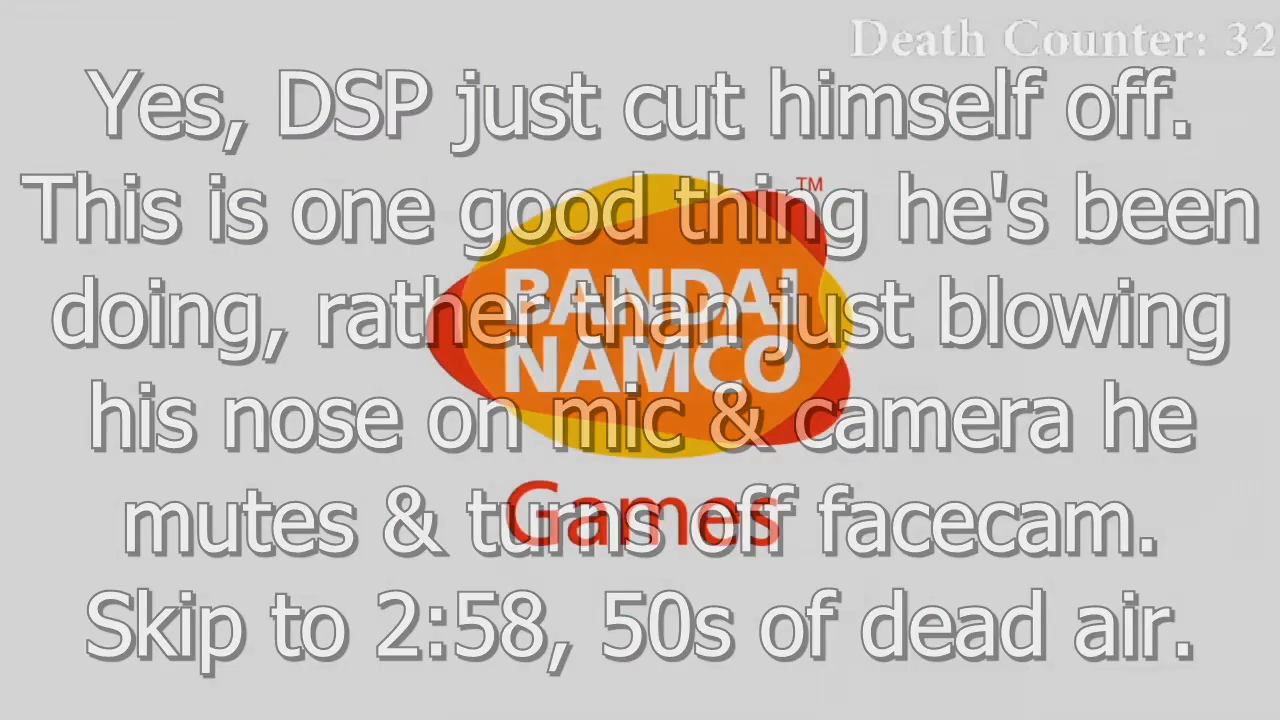 Death Counter: 32
Yes, DSP just cut himself off.
This is one good thing he's been
doing, rather than just blowing
his nose on mic & camera he
mutes & turns off facecam.
Skip to 2:58, 50s of dead air.
TM
BANDAI
NAMCO
Games